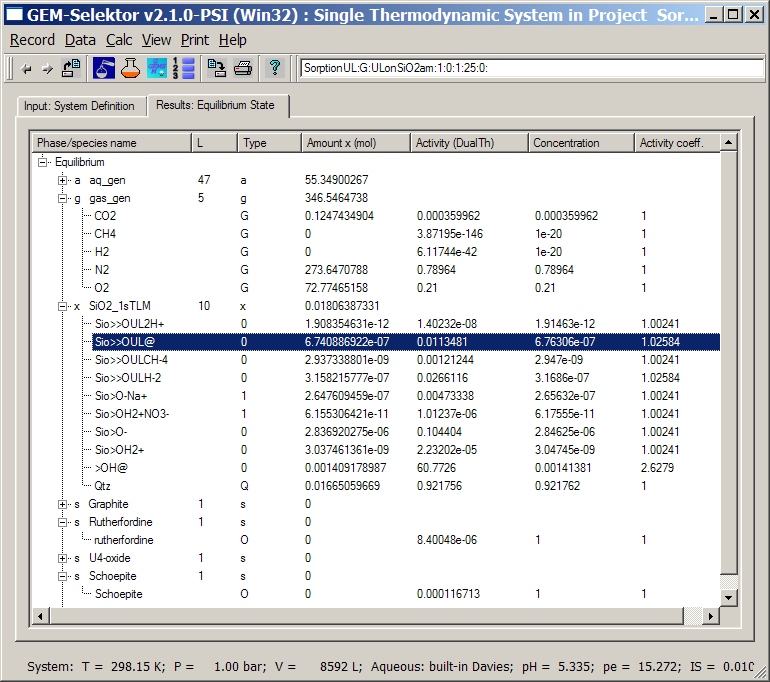 GEM-Selektor v2.1.0-PSI (Win32) : Single Thermodynamic System in Project Sor...
Record Data Calc View Print Help
SorptionUL:G:ULonSiO2am:1:0:1:25:0:
Input: System Definition Results: Equilibrium State
Phase/species name L Type Amount x (mol) Activity (DualTh) Concentration Activity coeff.
Equilibrium
a aq_gen 47 a 55.34900267
g gas_gen 5 g 346.5464738
CO2 G 0.1247434904 0.000359962 0.000359962 1
CH4 G 0 3.87195e-146 1e-20 1
H2 G 0 6.11744e-42 1e-20 1
N2 G 273.6470788 0.78964 0.78964 1
O2 G 72.77465158 0.21 0.21 1
x SiO2_1sTLM 10 x 0.01806387331
Sio>>OUL2H+ 0 1.908354631e-12 1.40232e-08 1.91463e-12 1.00241
Sio>>OUL@ 0 6.740886922e-07 0.0113481 6.76306e-07 1.02584
Sio>>OULCH-4 0 2.937338801e-09 0.00121244 2.947e-09 1.00241
Sio>>OULH-2 0 3.158215777e-07 0.0266116 3.1687e-07 1.02584
Sio>O-Na+ 1 2.647609459e-07 0.00473338 2.65632e-07 1.00241
Sio>OH2+NO3- 1 6.155306421e-11 1.01237e-06 6.17555e-11 1.00241
Sio>O- 0 2.836920275e-06 0.104404 2.84625e-06 1.00241
Sio>OH2+ 0 3.037461361e-09 2.23202e-05 3.04745e-09 1.00241
>OH@ 0 0.001409178987 60.7726 0.00141381 2.6279
Qtz Q 0.01665059669 0.921756 0.921762 1
s Graphite 1 s 0
s Rutherfordine 1 s 0
rutherfordine O 8.40048e-06 1 1
s U4-oxide 1 s 0
s Schoepite 1 s 0
Schoepite O 0.000116713 1 1
System: T = 298.15 K; P = 1.00 bar; V = 8592 L; Aqueous: built-in Davies; pH = 5.335; pe = 15.272; IS = 0.010